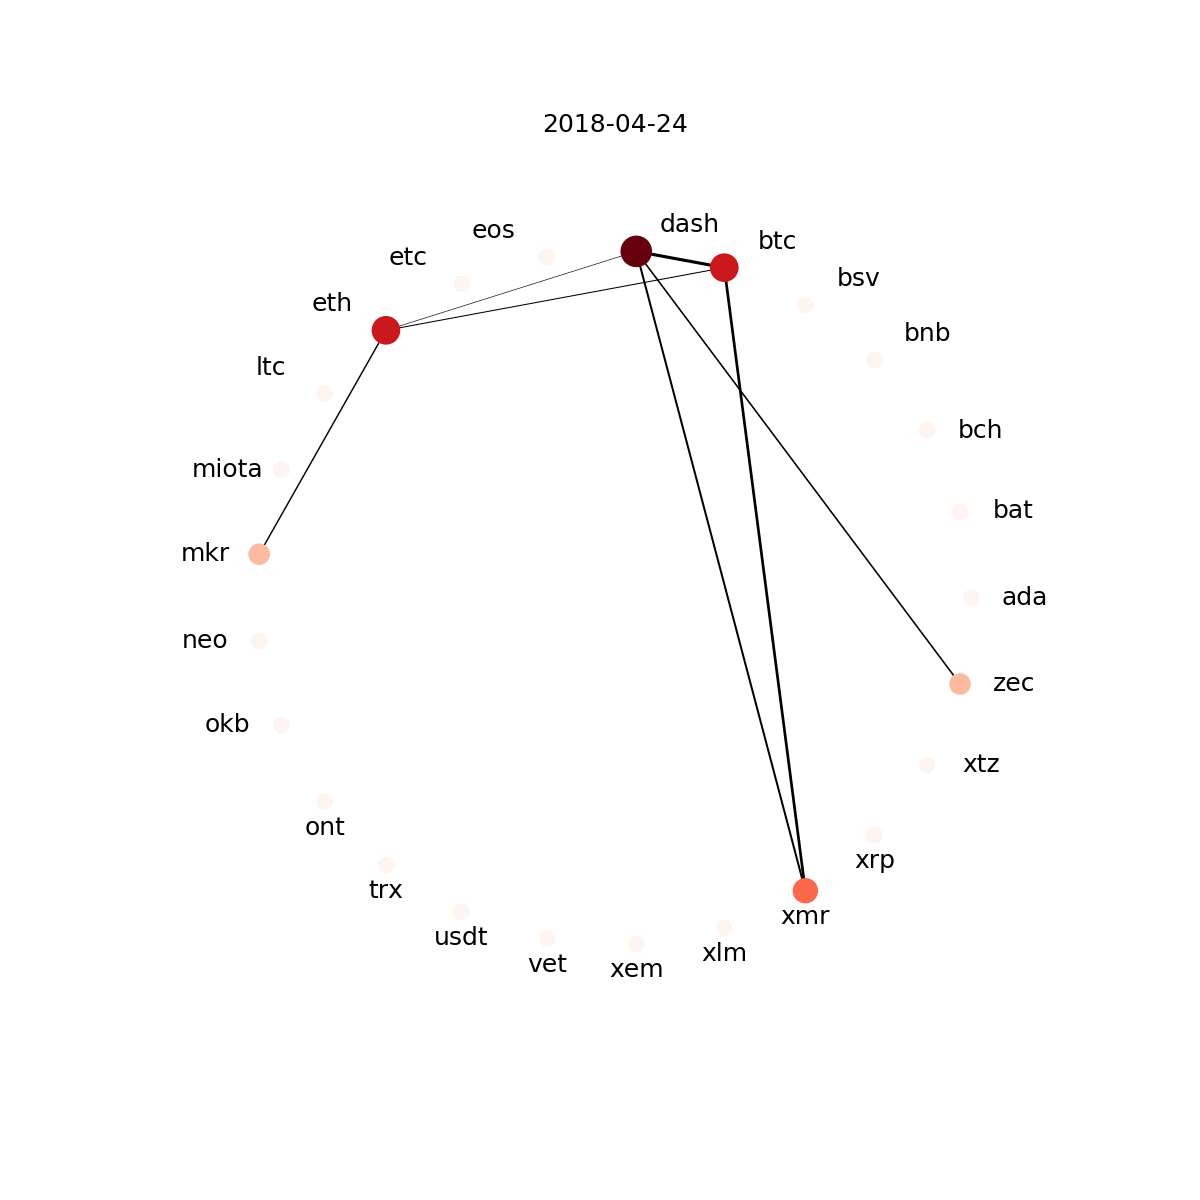 2018-04-24
dash
eos
btc
etc
bsv
eth
bnb
ltc
bch
miota
bat
mkr
ada
neo
zec
okb
xtz
ont
xrp
trx
xmr
usdt
xlm
vet
xem